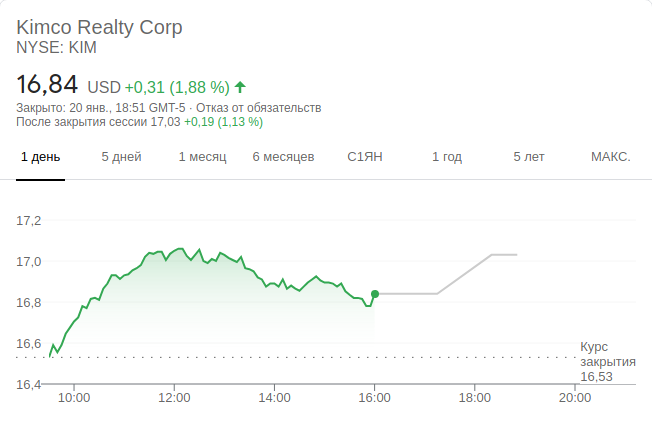 Kimco Realty Corp
NYSE: KIM
16,84 USD +0,31 (1,88 %)
Закрыто: 20 янв., 18:51 GMT-5 · Отказ от обязательств
После закрытия сессии 17,03 +0,19 (1,13 %)
1 день 5 дней 1 месяц 6 месяцев С1ЯН 1 год 5 лет МАКС.
17,2
17,0
16,8
16,6
16,4
Курс
закрытия
16,53
10:00 12:00 14:00 16:00 18:00 20:00